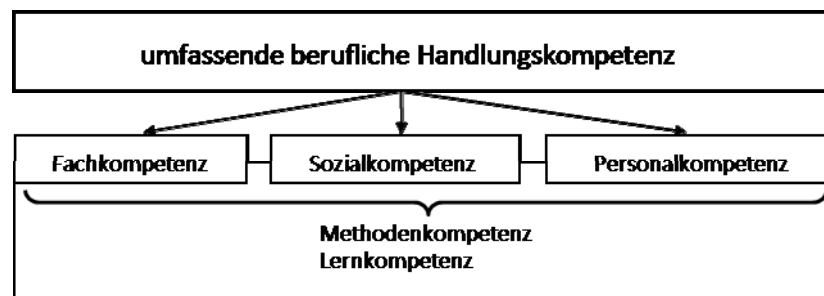 umfassende berufliche Handlungskompetenz
Fachkompetenz Sozialkompetenz Personalkompetenz
Methodenkompetenz
Lernkompetenz